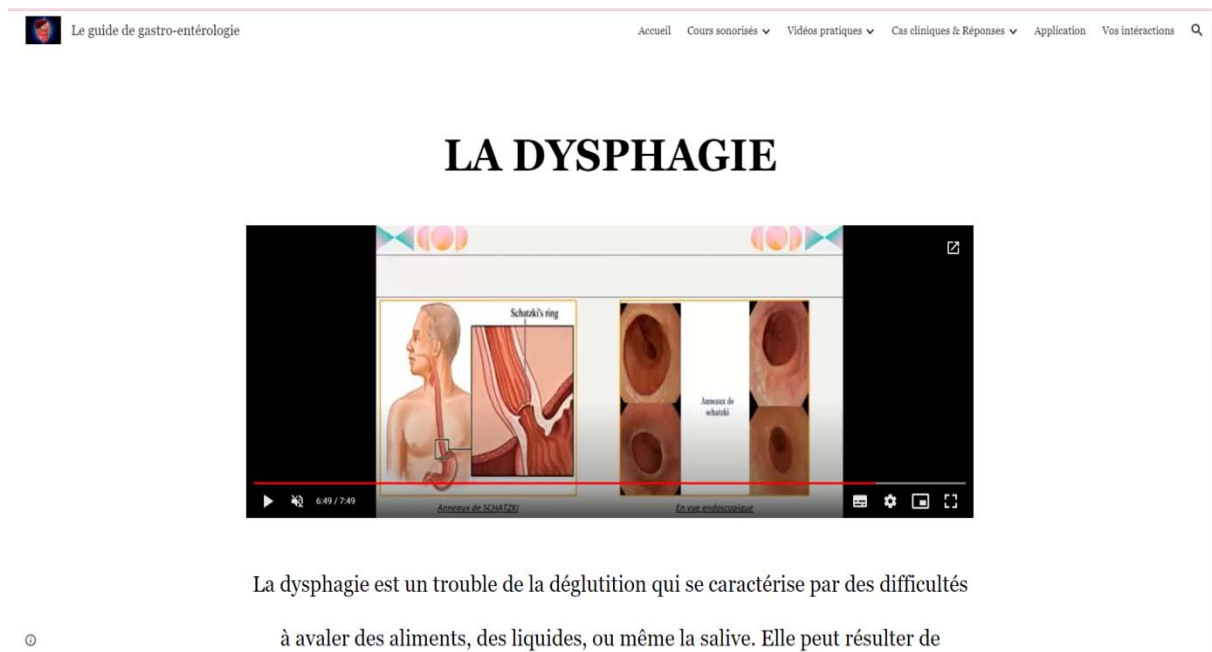 Le guide de gastro-entérologie
Accueil Cours sonorisés Vidéos pratiques Cas cliniques & Réponses Application Vos intéractions
LA DYSPHAGIE
Schatzki's ring
Anneaux de
schatzki
6:49 / 7:49
Anneaux de SCHATZKI
En vue endoscopique
La dysphagie est un trouble de la déglutition qui se caractérise par des difficultés
à avaler des aliments, des liquides, ou même la salive. Elle peut résulter de